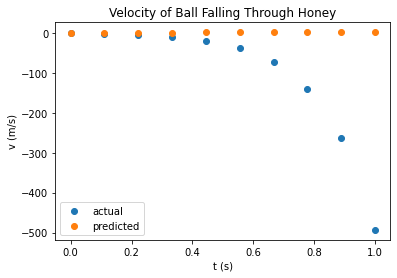 Velocity of Ball Falling Through Honey
0
−100
−200
−300
−400
−500
v (m/s)
actual
predicted
0.0 0.2 0.4 0.6 0.8 1.0
t (s)